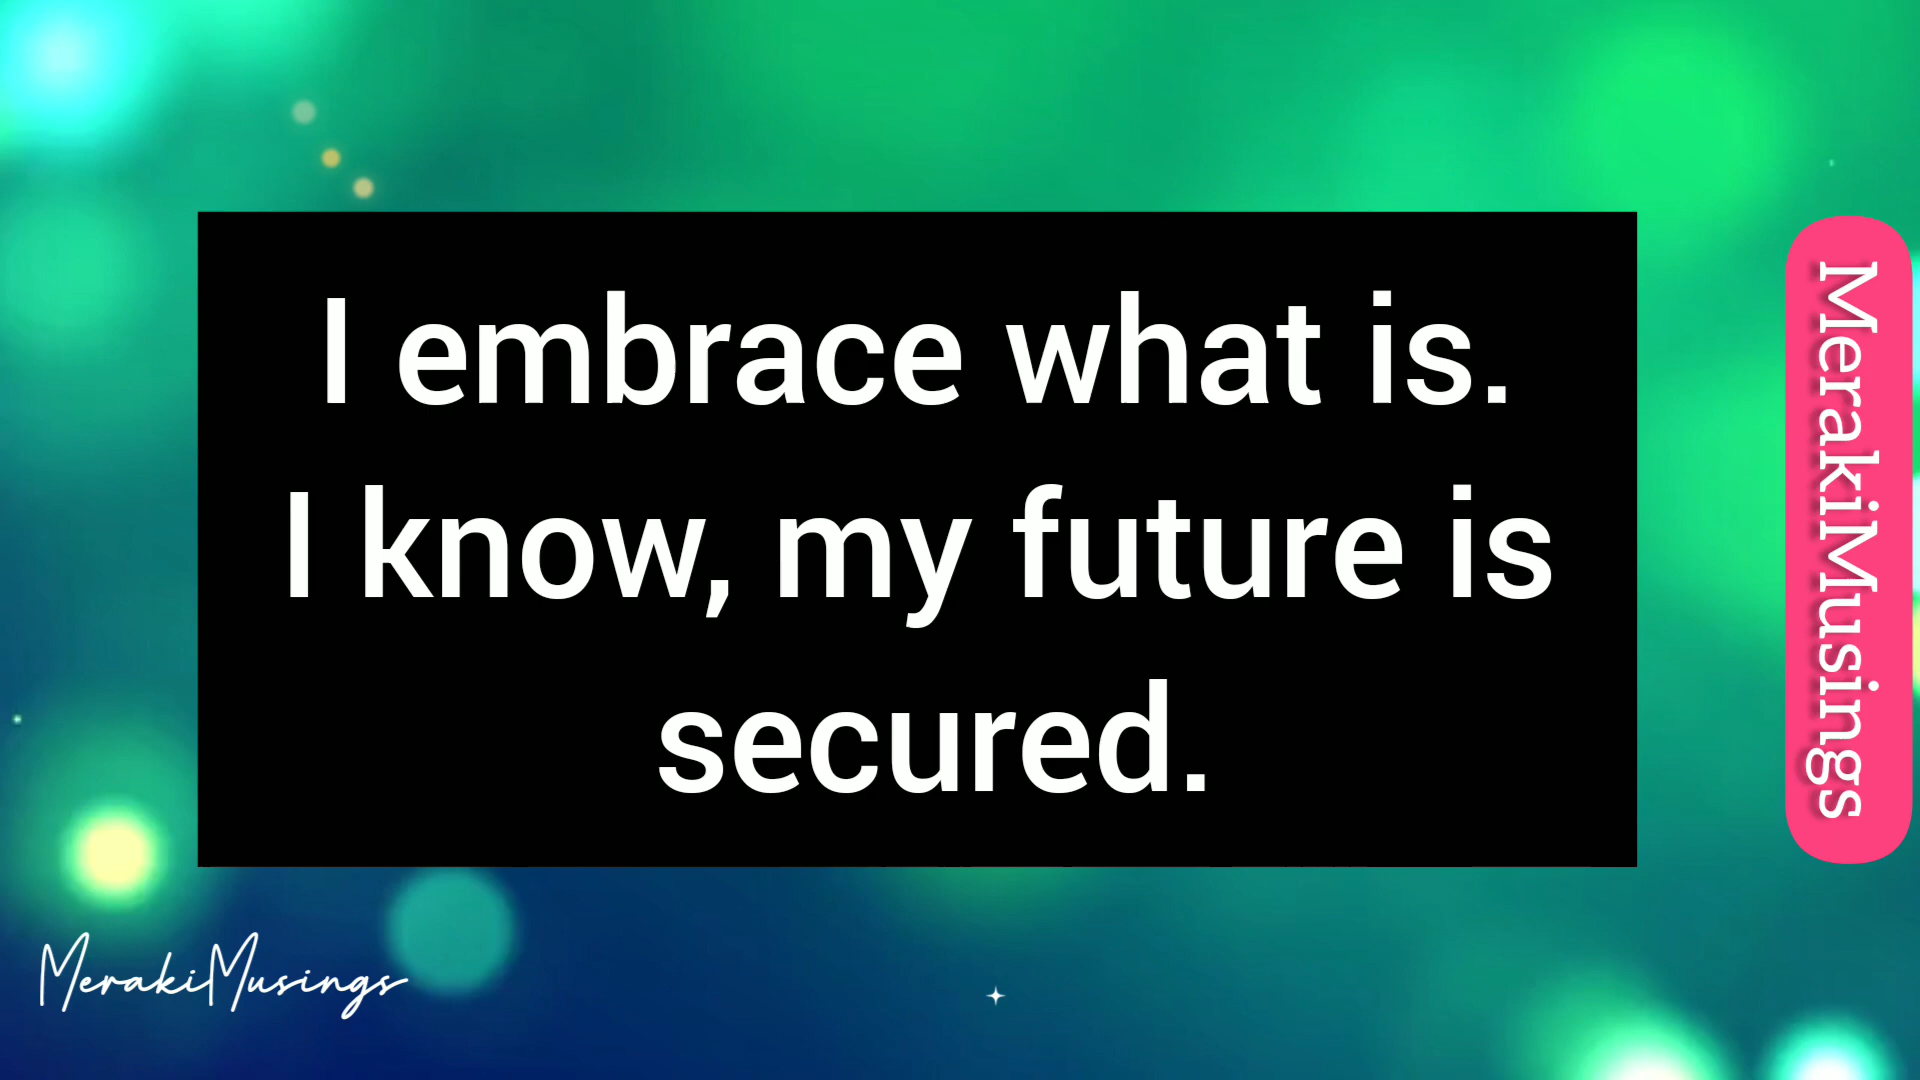 I embrace what is.
I know, my future is
secured.
MerakiMusings
MerakiMusings